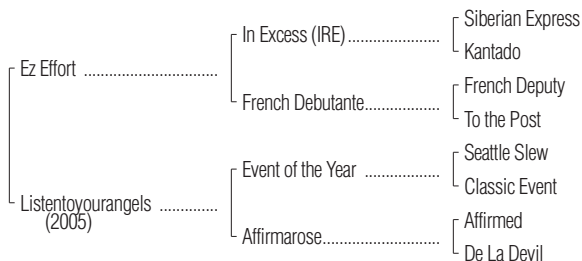 Siberian Express
In Excess (IRE)......................
Kantado
Ez Effort ................................
French Deputy
French Debutante.................
To the Post
Seattle Slew
Event of the Year .................
Classic Event
Listentoyourangels ..............
(2005)
Affirmed
Affirmarose...........................
De La Devil